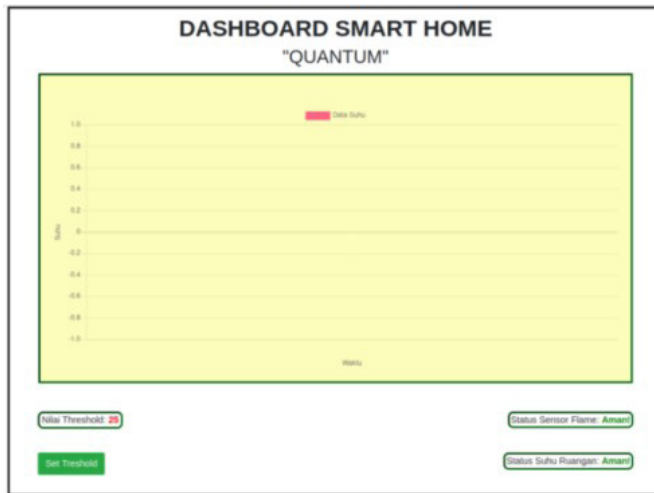 DASHBOARD SMART HOME
"QUANTUM"
Data Suhu
1.0
0.8
0.6
0.4
0.2
0
-0.2
-0.4
-0.6
-0.8
-1.0
Suhu
Waktu
Nilai Threshold: 25
Status Sensor Flame: Aman!
Set Treshold
Status Suhu Ruangan: Aman!